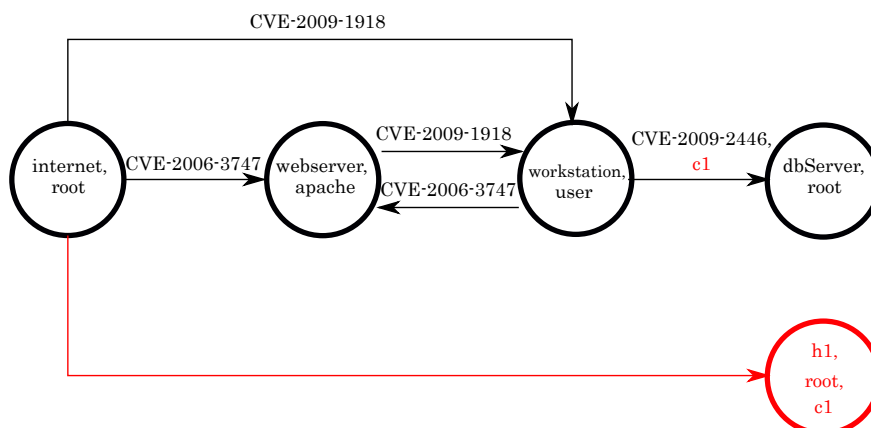 CVE-2009-1918
internet,
root
CVE-2006-3747
webserver,
apache
CVE-2009-1918
CVE-2006-3747
workstation,
user
CVE-2009-2446,
c1
dbServer,
root
h1,
root,
c1